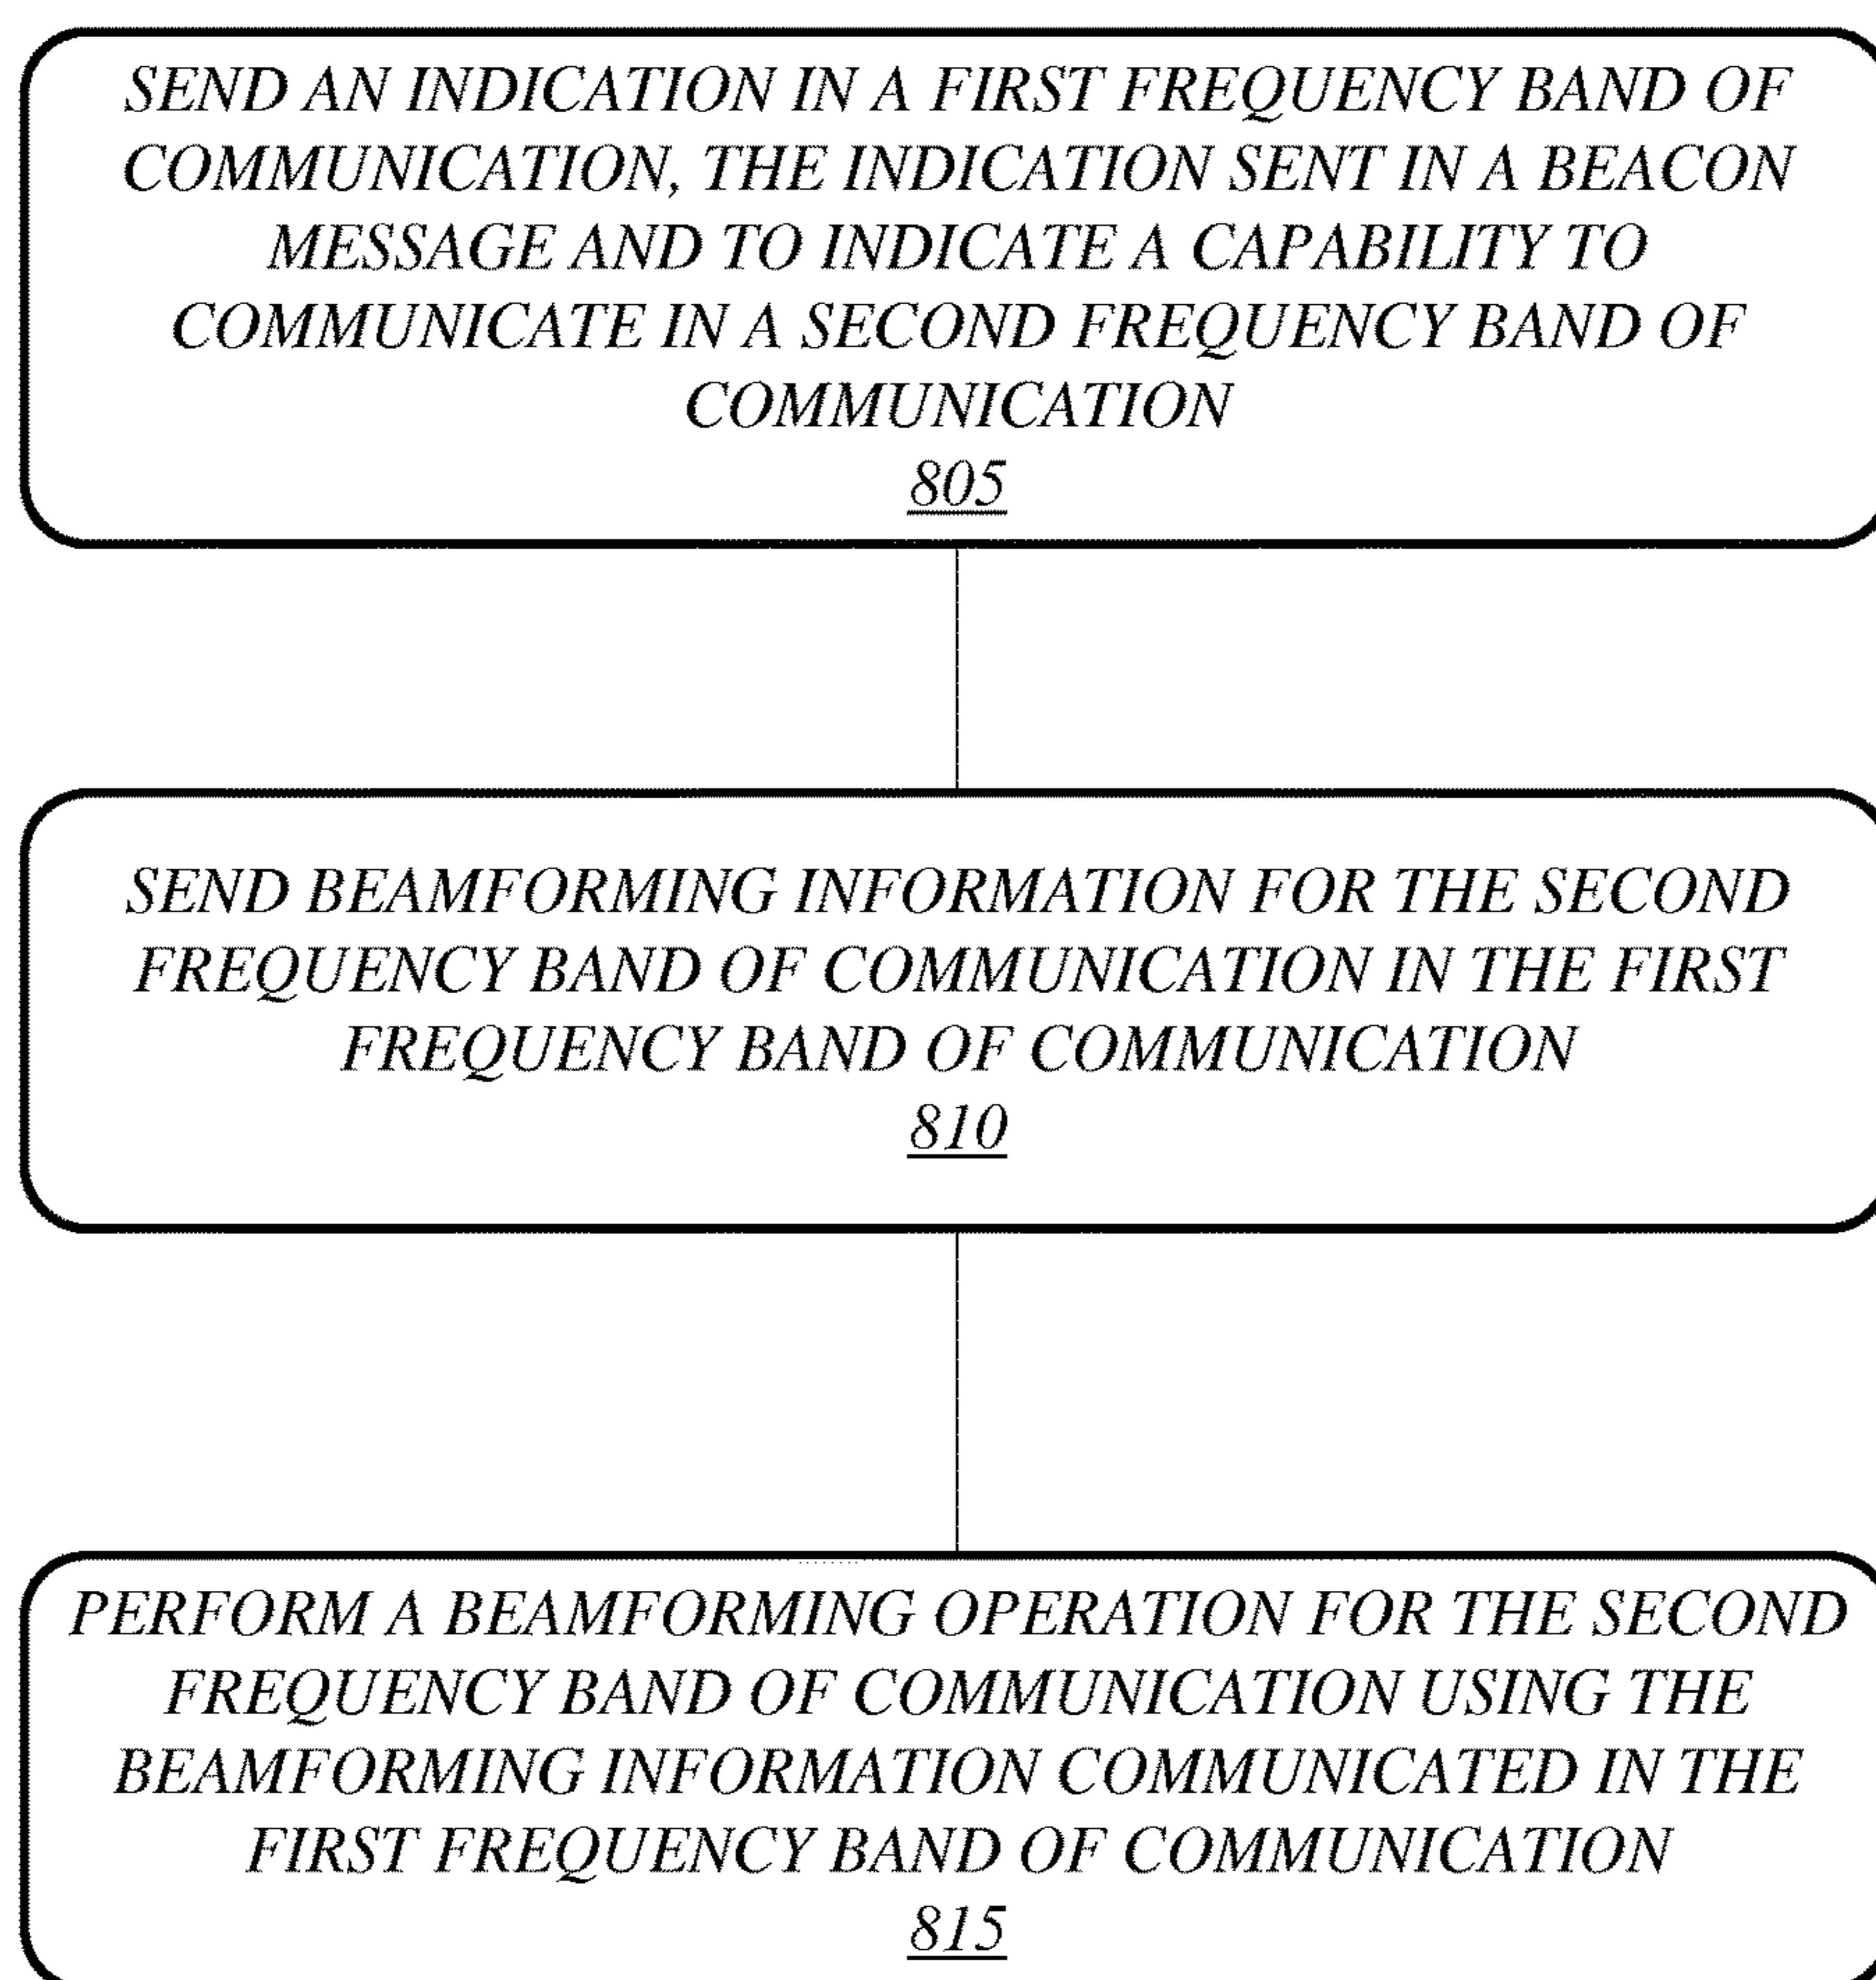 SEND AN INDICATION IN A FIRST FREQUENCY BAND OF
COMMUNICATION, THE INDICATION SENT IN A BEACON
MESSAGE AND TO INDICATE A CAPABILITY TO
COMMUNICATE IN A SECOND FREQUENCY BAND OF
COMMUNICATION
805
SEND BEAMFORMING INFORMATION FOR THE SECOND
FREQUENCY BAND OF COMMUNICATION IN THE FIRST
FREQUENCY BAND OF COMMUNICATION
810
PERFORM A BEAMFORMING OPERATION FOR THE SECOND
FREQUENCY BAND OF COMMUNICATION USING THE
BEAMFORMING INFORMATION COMMUNICATED IN THE
FIRST FREQUENCY BAND OF COMMUNICATION
815